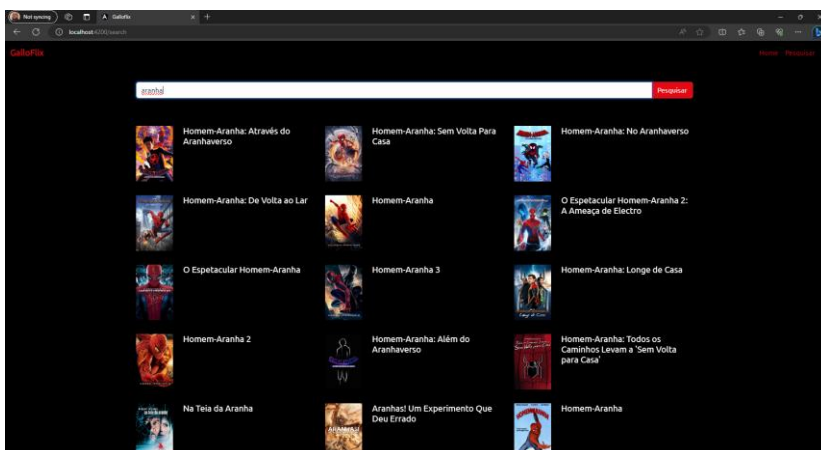 Not syncing
Gaiioflix
localhost:4200/search
GalloFlix
Home Pesquisar
aranha
Pesquisar
Homem-Aranha: Através do
Aranhaverso
Homem-Aranha: Sem Volta Para
Casa
Homem-Aranha: No Aranhaverso
Homem-Aranha: De Volta ao Lar
Homem-Aranha
O Espetacular Homem-Aranha 2:
A Ameaça de Electro
O Espetacular Homem-Aranha
Homem-Aranha 3
Homem-Aranha: Longe de Casa
Homem-Aranha 2
Homem-Aranha: Além do
Aranhaverso
Homem-Aranha: Todos os
Caminhos Levam a 'Sem Volta
para Casa'
Na Teia da Aranha
Aranhas! Um Experimento Que
Deu Errado
Homem-Aranha